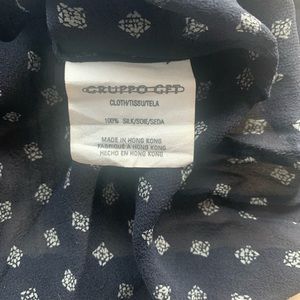 GRUPPO GFT
CLOTH/TISSU/TELA
100% SILK/SOIE/SEDA
MADE IN HONG KONG
FABRIQUE A HONG KONG
HECHO EN HONG KONG